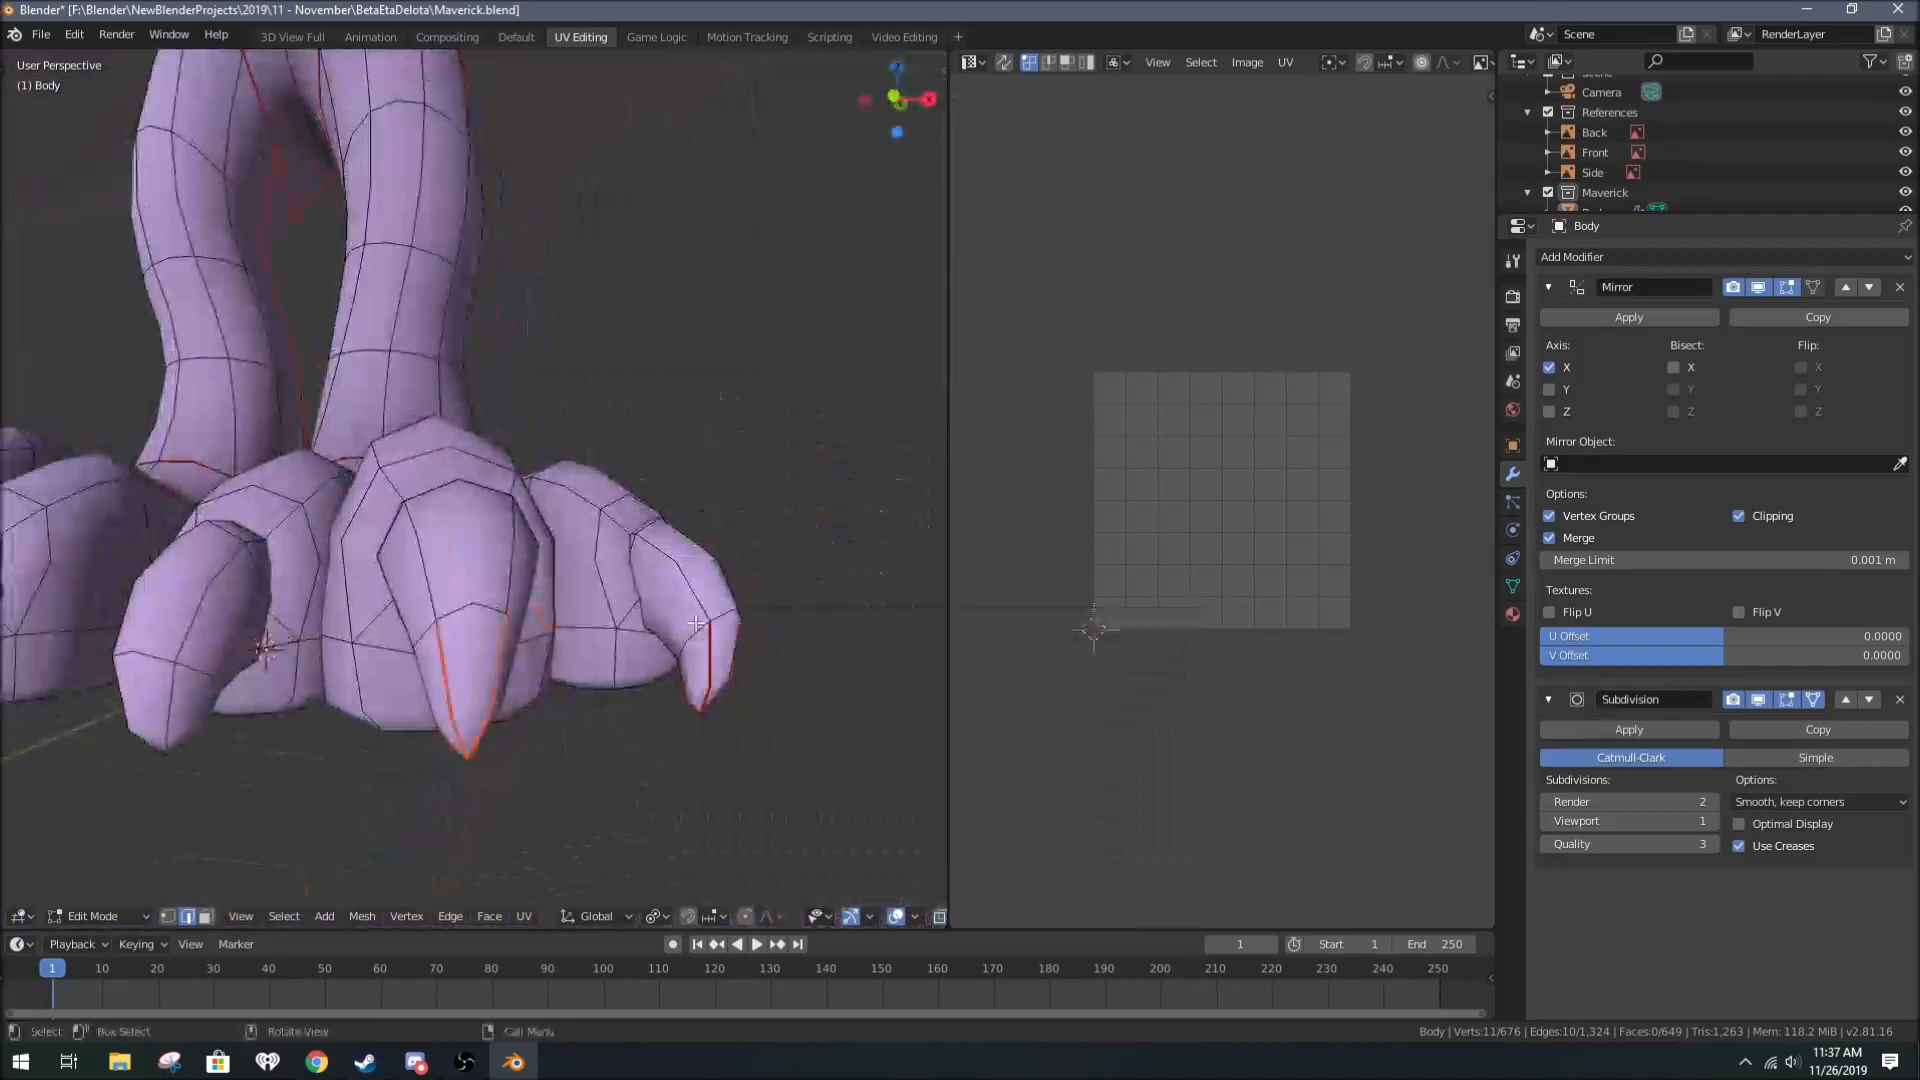 Blender* [F:\Blender\NewBlenderProjects\2019\11 - November\BetaEtaDelota\Maverick.blend]
File Edit Render Window Help 3D View Full Animation Compositing Default UV Editing Game Logic Motion Tracking Scripting Video Editing + Scene RenderLayer
User Perspective
(1) Body
View Select Image UV
Camera
References
Back
Front
Side
Maverick
Body
Add Modifier
Mirror
Apply Copy
Axis: Bisect: Flip:
X X X
Y Y Y
Z Z Z
Mirror Object:
Options:
Vertex Groups Clipping
Merge
Merge Limit 0.001 m
Textures:
Flip U Flip V
U Offset 0.0000
V Offset 0.0000
Subdivision
Apply Copy
Catmull-Clark Simple
Subdivisions: Options:
Render 2 Smooth, keep corners
Viewport 1 Optimal Display
Quality 3 Use Creases
Edit Mode View Select Add Mesh Vertex Edge Face UV Global
Playback Keying View Marker 1 Start 1 End 250
1 10 20 30 40 50 60 70 80 90 100 110 120 130 140 150 160 170 180 190 200 210 220 230 240 250
Select Box Select Rotate View Call Menu Body | Verts:11/676 | Edges:10/1,324 | Faces:0/649 | Tris:1,263 | Mem: 118.2 MiB | v2.81.16
11:37 AM
11/26/2019